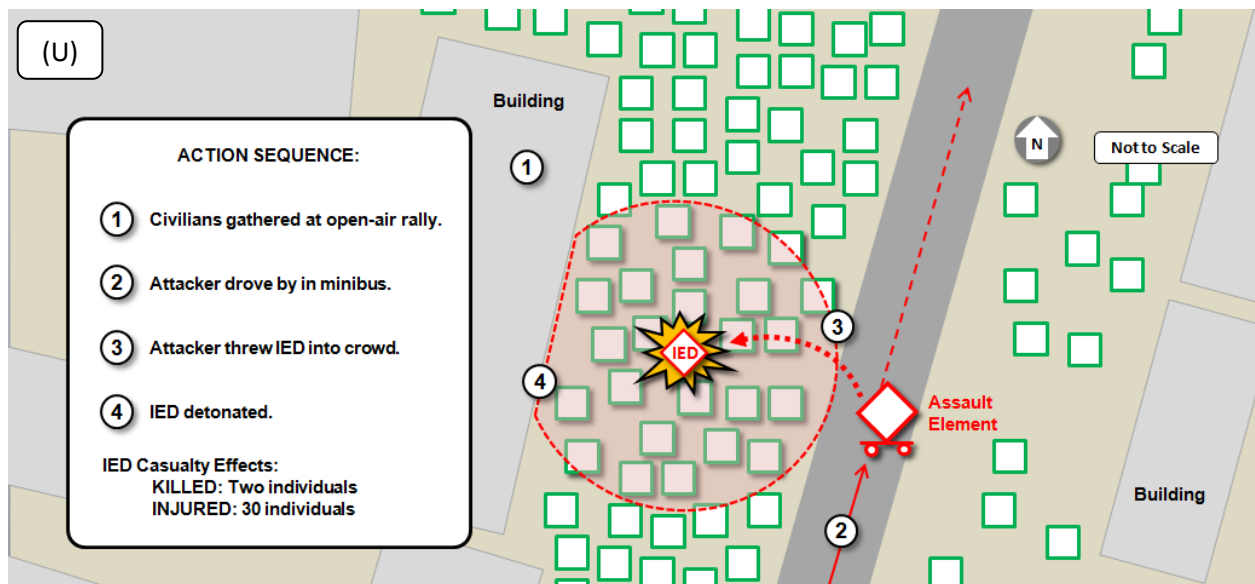 (U)
Building
1
N
Not to Scale
ACTION SEQUENCE:
1 Civilians gathered at open-air rally.
2 Attacker drove by in minibus.
3 Attacker threw IED into crowd.
4 IED detonated.
IED Casualty Effects:
KILLED: Two individuals
INJURED: 30 individuals
3
IED
4
Assault
Element
Building
2